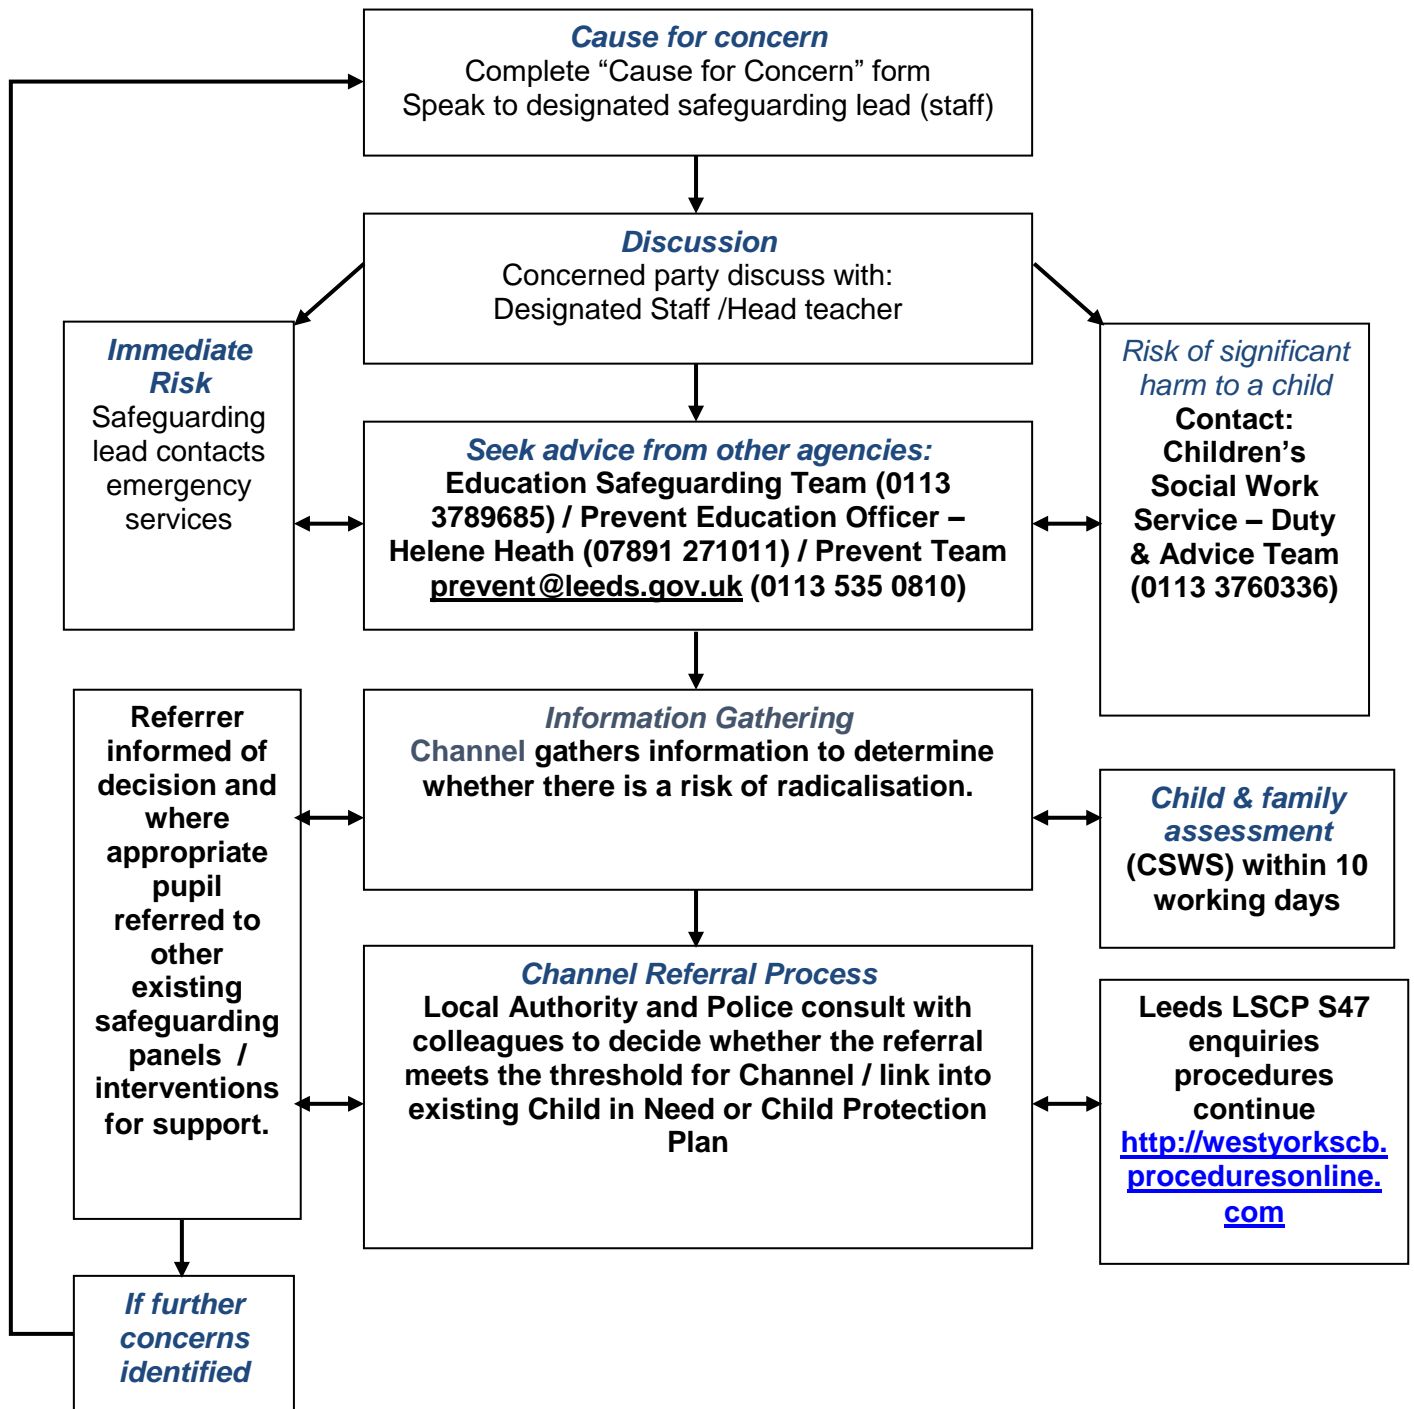 Cause for concern
Complete “Cause for Concern” form
Speak to designated safeguarding lead (staff)
Discussion
Concerned party discuss with:
Designated Staff /Head teacher
Immediate
Risk
Safeguarding
lead contacts
emergency
services
Risk of significant
harm to a child
Contact:
Children’s
Social Work
Service – Duty
& Advice Team
(0113 3760336)
Seek advice from other agencies:
Education Safeguarding Team (0113
3789685) / Prevent Education Officer –
Helene Heath (07891 271011) / Prevent Team
prevent@leeds.gov.uk (0113 535 0810)
Referrer
informed of
decision and
where
appropriate
pupil
referred to
other
existing
safeguarding
panels /
interventions
for support.
Information Gathering
Channel gathers information to determine
whether there is a risk of radicalisation.
Child & family
assessment
(CSWS) within 10
working days
Channel Referral Process
Local Authority and Police consult with
colleagues to decide whether the referral
meets the threshold for Channel / link into
existing Child in Need or Child Protection
Plan
Leeds LSCP S47
enquiries
procedures
continue
http://westyorkscb.
proceduresonline.
com
If further
concerns
identified